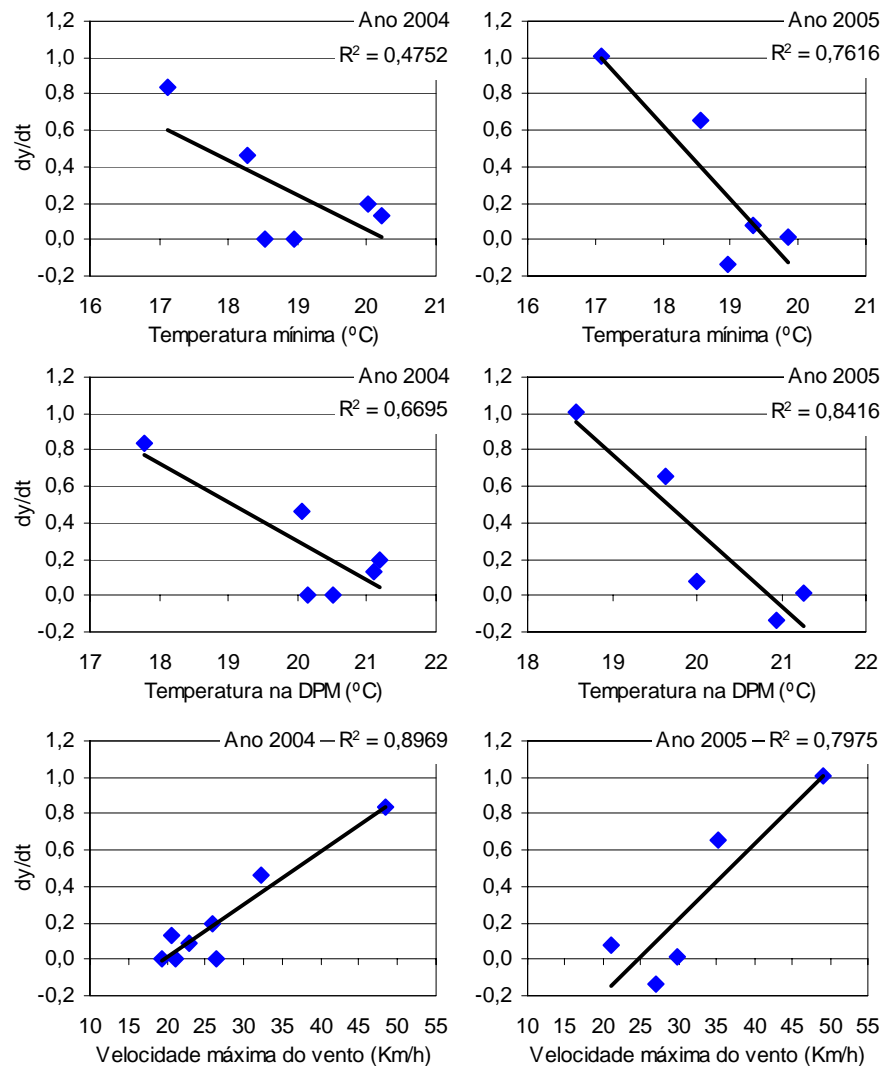 Ano 2004
R² = 0,4752
dy/dt
1,2
1,0
0,8
0,6
0,4
0,2
0,0
-0,2
16 17 18 19 20 21
Temperatura mínima (ºC)
Ano 2005
R² = 0,7616
1,2
1,0
0,8
0,6
0,4
0,2
0,0
-0,2
16 17 18 19 20 21
Temperatura mínima (ºC)
Ano 2004
R² = 0,6695
dy/dt
1,2
1,0
0,8
0,6
0,4
0,2
0,0
-0,2
17 18 19 20 21 22
Temperatura na DPM (ºC)
Ano 2005
R² = 0,8416
1,2
1,0
0,8
0,6
0,4
0,2
0,0
-0,2
18 19 20 21 22
Temperatura na DPM (ºC)
Ano 2004 – R² = 0,8969
dy/dt
1,2
1,0
0,8
0,6
0,4
0,2
0,0
-0,2
10 15 20 25 30 35 40 45 50 55
Velocidade máxima do vento (Km/h)
Ano 2005 – R² = 0,7975
1,2
1,0
0,8
0,6
0,4
0,2
0,0
-0,2
10 15 20 25 30 35 40 45 50 55
Velocidade máxima do vento (Km/h)